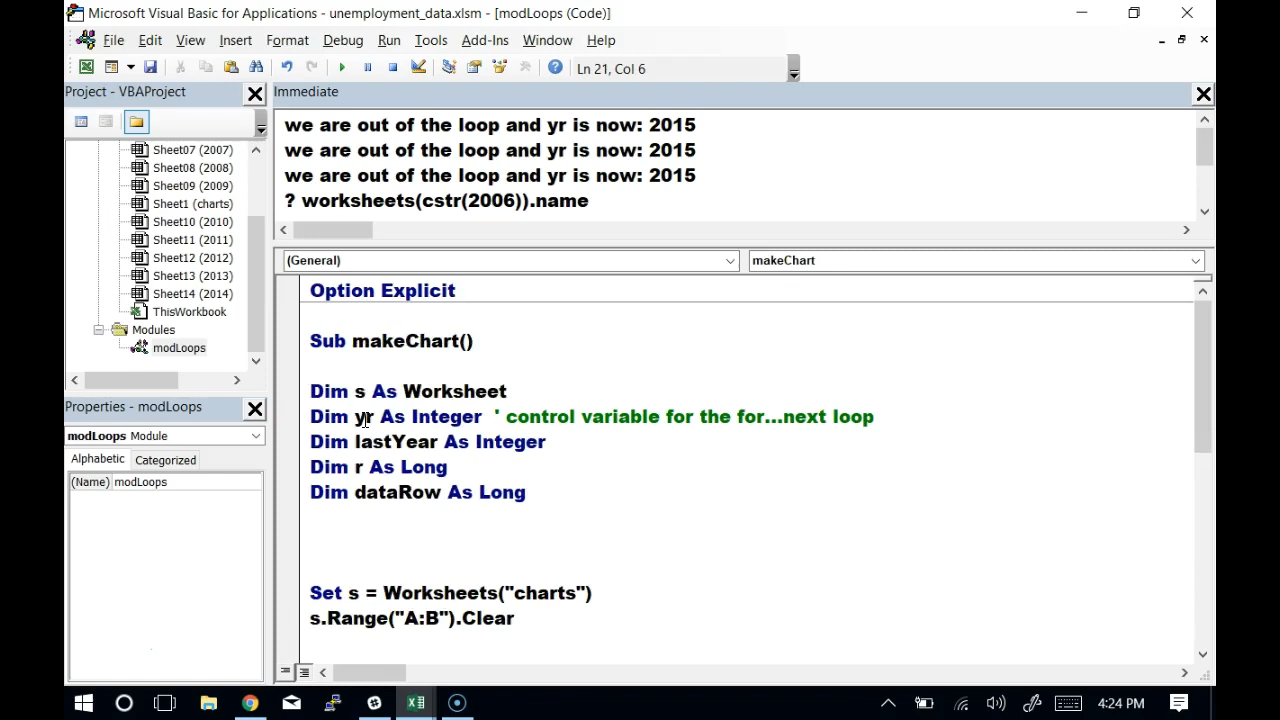 Microsoft Visual Basic for Applications - unemployment_data.xlsm - [modLoops (Code)]
File Edit View Insert Format Debug Run Tools Add-Ins Window Help
Ln 21, Col 6
Project - VBAProject
Sheet07 (2007)
Sheet08 (2008)
Sheet09 (2009)
Sheet1 (charts)
Sheet10 (2010)
Sheet11 (2011)
Sheet12 (2012)
Sheet13 (2013)
Sheet14 (2014)
ThisWorkbook
Modules
modLoops
Properties - modLoops
modLoops Module
Alphabetic Categorized
(Name) modLoops
Immediate
we are out of the loop and yr is now: 2015
we are out of the loop and yr is now: 2015
we are out of the loop and yr is now: 2015
? worksheets(cstr(2006)).name
(General) makeChart
Option Explicit
Sub makeChart()
Dim s As Worksheet
Dim yr As Integer ' control variable for the for...next loop
Dim lastYear As Integer
Dim r As Long
Dim dataRow As Long
Set s = Worksheets("charts")
s.Range("A:B").Clear
4:24 PM